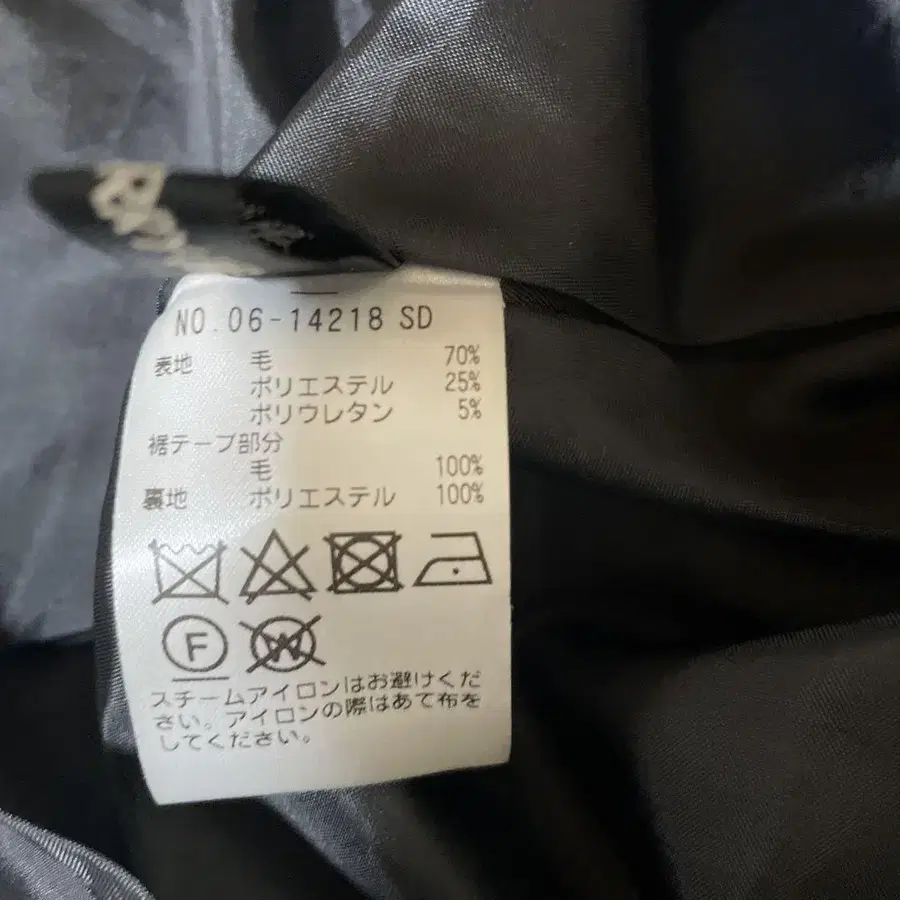 NO.06-14218 SD
表地 毛 70%
ポリエステル 25%
ポリウレタン 5%
裾テープ部分
毛 100%
裏地 ポリエステル 100%
F W
スチームアイロンはお避けくだ
さい。アイロンの際はあて布を
してください。